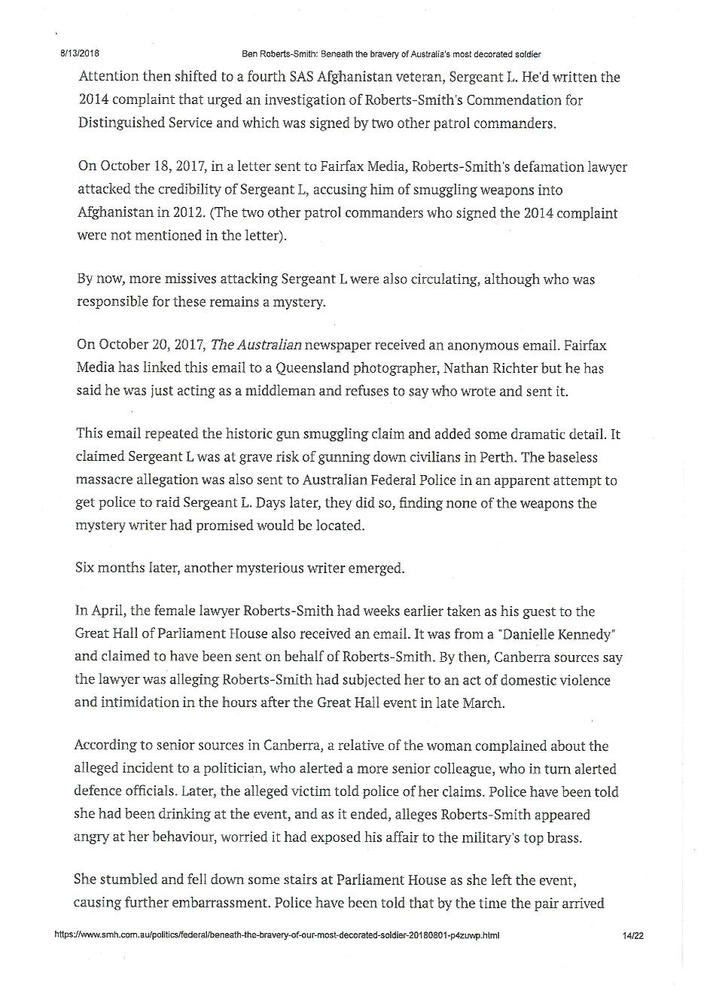 8/13/2018 Ben Roberts-Smith: Beneath the bravery of Australia's most decorated soldier
Attention then shifted to a fourth SAS Afghanistan veteran, Sergeant L. He'd written the
2014 complaint that urged an investigation of Roberts-Smith's Commendation for
Distinguished Service and which was signed by two other patrol commanders.
On October 18, 2017, in a letter sent to Fairfax Media, Roberts-Smith's defamation lawyer
attacked the credibility of Sergeant L, accusing him of smuggling weapons into
Afghanistan in 2012. (The two other patrol commanders who signed the 2014 complaint
were not mentioned in the letter).
By now, more missives attacking Sergeant L were also circulating, although who was
responsible for these remains a mystery.
On October 20, 2017, The Australian newspaper received an anonymous email. Fairfax
Media has linked this email to a Queensland photographer, Nathan Richter but he has
said he was just acting as a middleman and refuses to say who wrote and sent it.
This email repeated the historic gun smuggling claim and added some dramatic detail. It
claimed Sergeant L was at grave risk of gunning down civilians in Perth. The baseless
massacre allegation was also sent to Australian Federal Police in an apparent attempt to
get police to raid Sergeant L. Days later, they did so, finding none of the weapons the
mystery writer had promised would be located.
Six months later, another mysterious writer emerged.
In April, the female lawyer Roberts-Smith had weeks earlier taken as his guest to the
Great Hall of Parliament House also received an email. It was from a "Danielle Kennedy"
and claimed to have been sent on behalf of Roberts-Smith. By then, Canberra sources say
the lawyer was alleging Roberts-Smith had subjected her to an act of domestic violence
and intimidation in the hours after the Great Hall event in late March.
According to senior sources in Canberra, a relative of the woman complained about the
alleged incident to a politician, who alerted a more senior colleague, who in turn alerted
defence officials. Later, the alleged victim told police of her claims. Police have been told
she had been drinking at the event, and as it ended, alleges Roberts-Smith appeared
angry at her behaviour, worried it had exposed his affair to the military's top brass.
She stumbled and fell down some stairs at Parliament House as she left the event,
causing further embarrassment. Police have been told that by the time the pair arrived
https://www.smh.com.au/politics/federal/beneath-the-bravery-of-our-most-decorated-soldier-20180801-p4zuwp.html 14/22